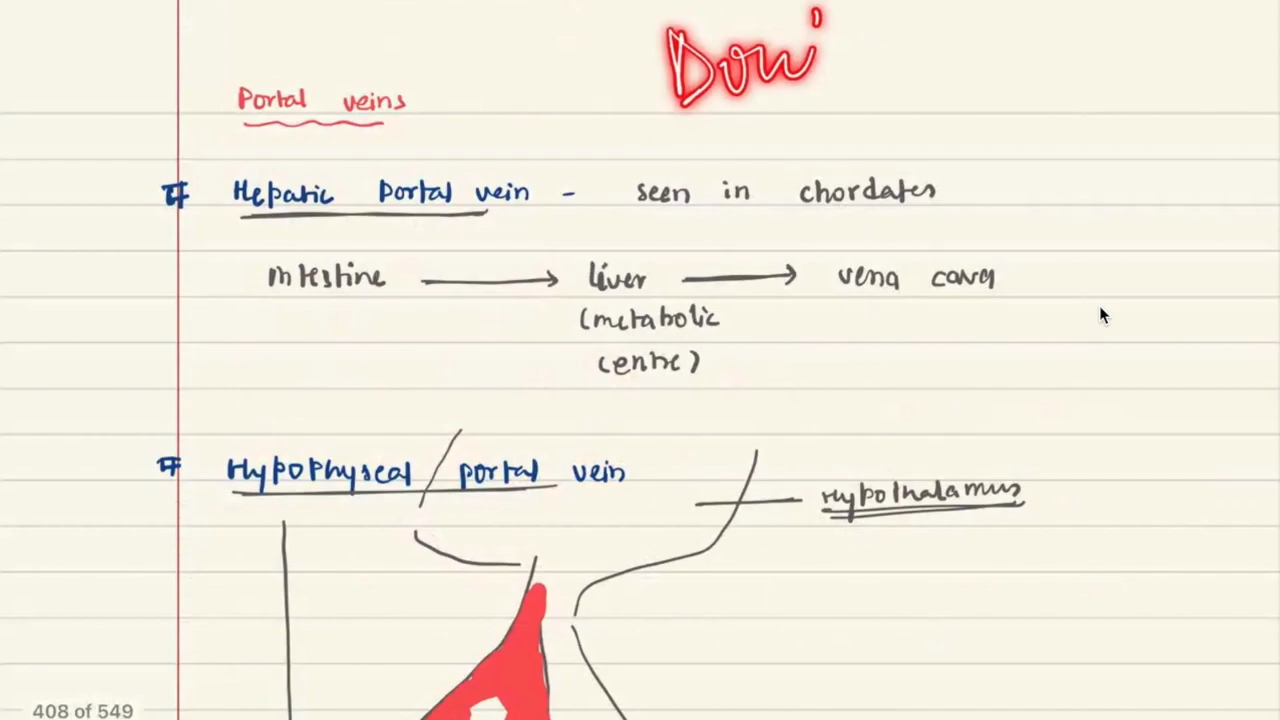 Portal veins
Hepatic Portal vein - seen in chordates
intestine → liver → vena cava
(metabolic
centre)
Hypophyseal portal vein
Hypothalamus
408 of 549